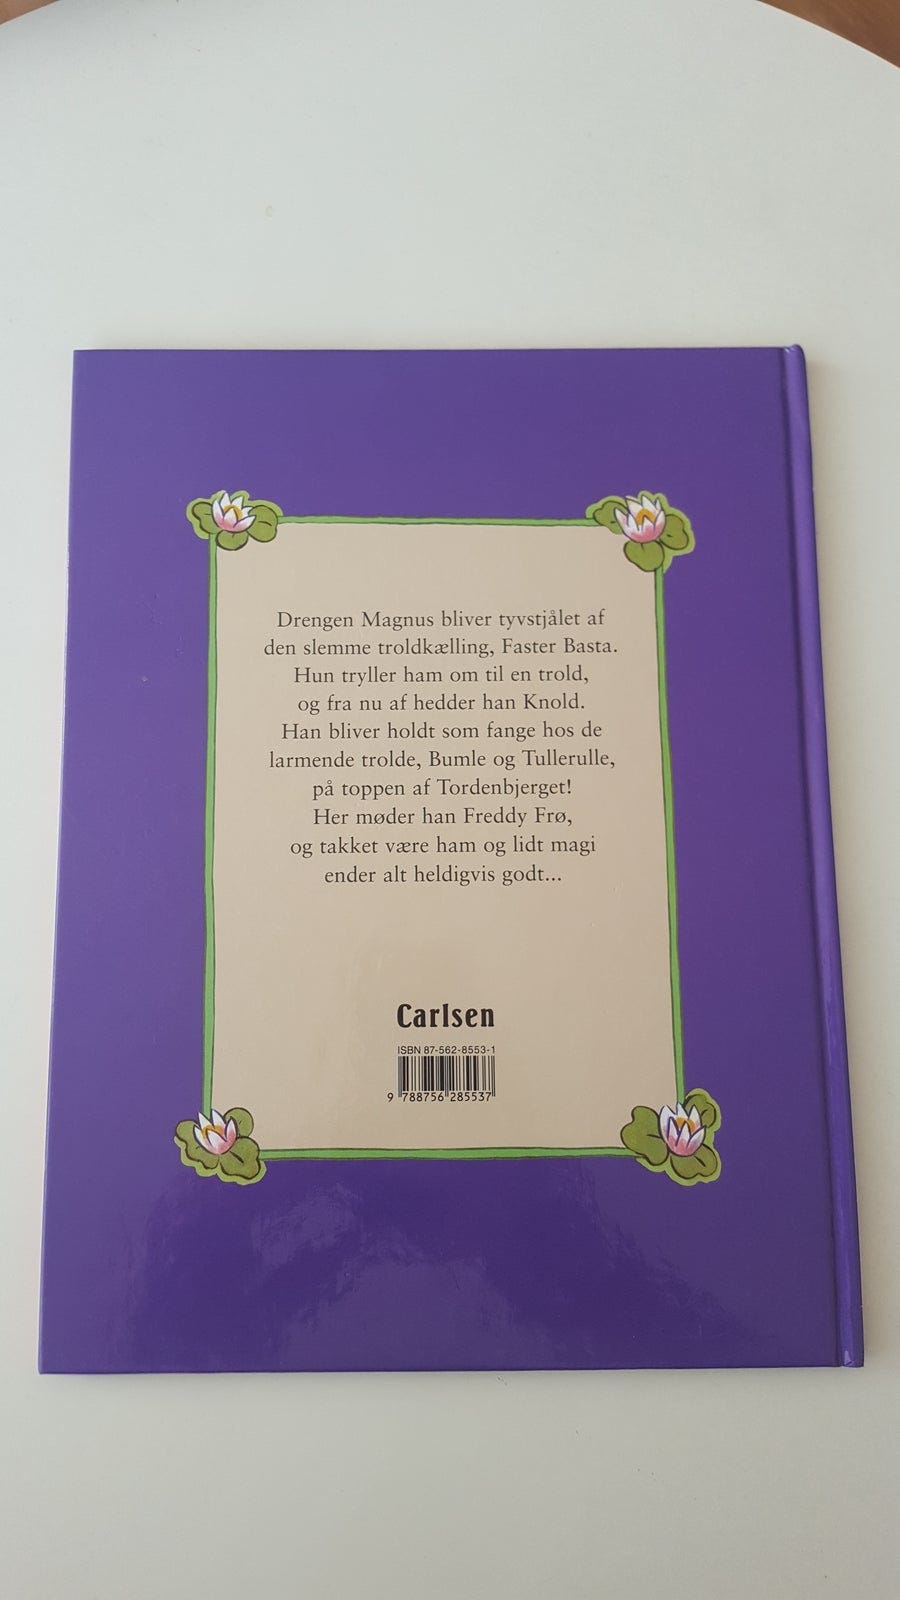 Drengen Magnus bliver tyvstjålet af
den slemme troldkælling, Faster Basta.
Hun tryller ham om til en trold,
og fra nu af hedder han Knold.
Han bliver holdt som fange hos de
larmende trolde, Bumle og Tullerulle,
på toppen af Tordenbjerget!
Her møder han Freddy Frø,
og takket være ham og lidt magi
ender alt heldigvis godt...
Carlsen
ISBN 87-562-8553-1
9 788756 285537